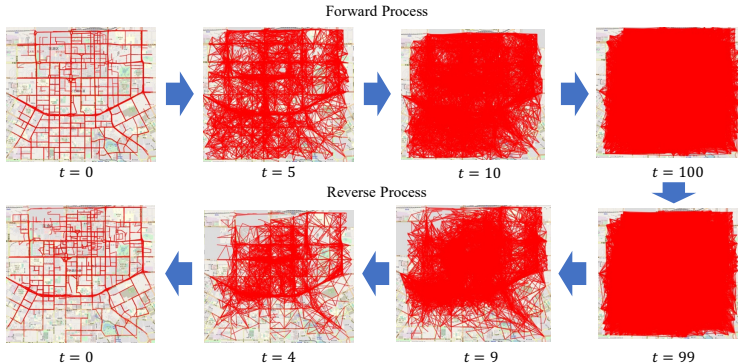 Forward Process
t = 0
t = 5
t = 10
t = 100
Reverse Process
t = 0
t = 4
t = 9
t = 99